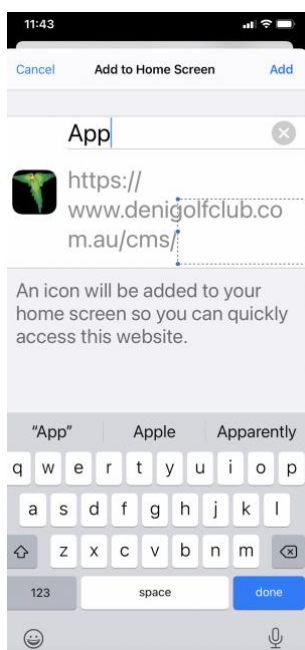 11:43
Cancel Add to Home Screen Add
App
https://
www.denigolfclub.co
m.au/cms/
An icon will be added to your
home screen so you can quickly
access this website.
“App” Apple Apparently
q w e r t y u i o p
a s d f g h j k l
z x c v b n m
123 space done